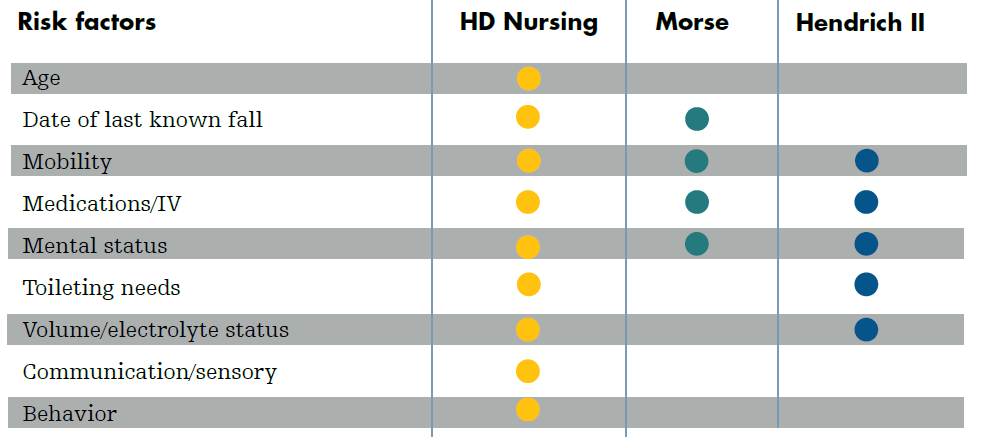 Risk factors HD Nursing Morse Hendrich II
Age
Date of last known fall
Mobility
Medications/IV
Mental status
Toileting needs
Volume/electrolyte status
Communication/sensory
Behavior